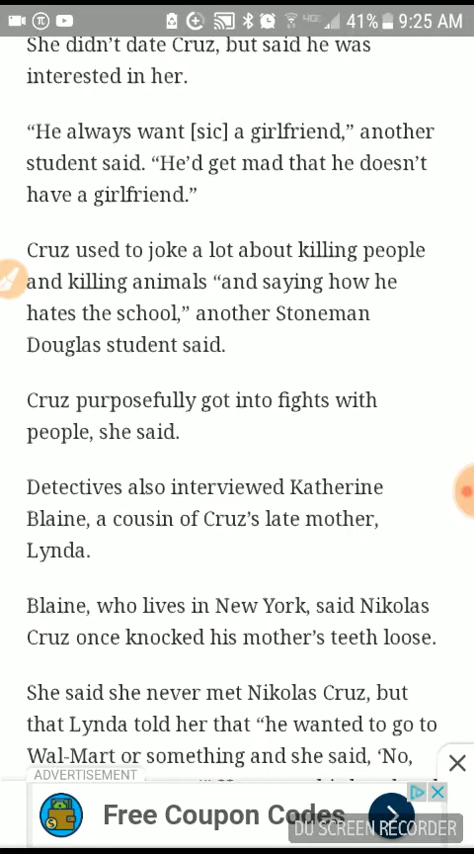 41% 9:25 AM
She didn’t date Cruz, but said he was
interested in her.
“He always want [sic] a girlfriend,” another
student said. “He’d get mad that he doesn’t
have a girlfriend.”
Cruz used to joke a lot about killing people
and killing animals “and saying how he
hates the school,” another Stoneman
Douglas student said.
Cruz purposefully got into fights with
people, she said.
Detectives also interviewed Katherine
Blaine, a cousin of Cruz’s late mother,
Lynda.
Blaine, who lives in New York, said Nikolas
Cruz once knocked his mother’s teeth loose.
She said she never met Nikolas Cruz, but
that Lynda told her that “he wanted to go to
Wal-Mart or something and she said, ‘No,
ADVERTISEMENT
Free Coupon Codes
DU SCREEN RECORDER